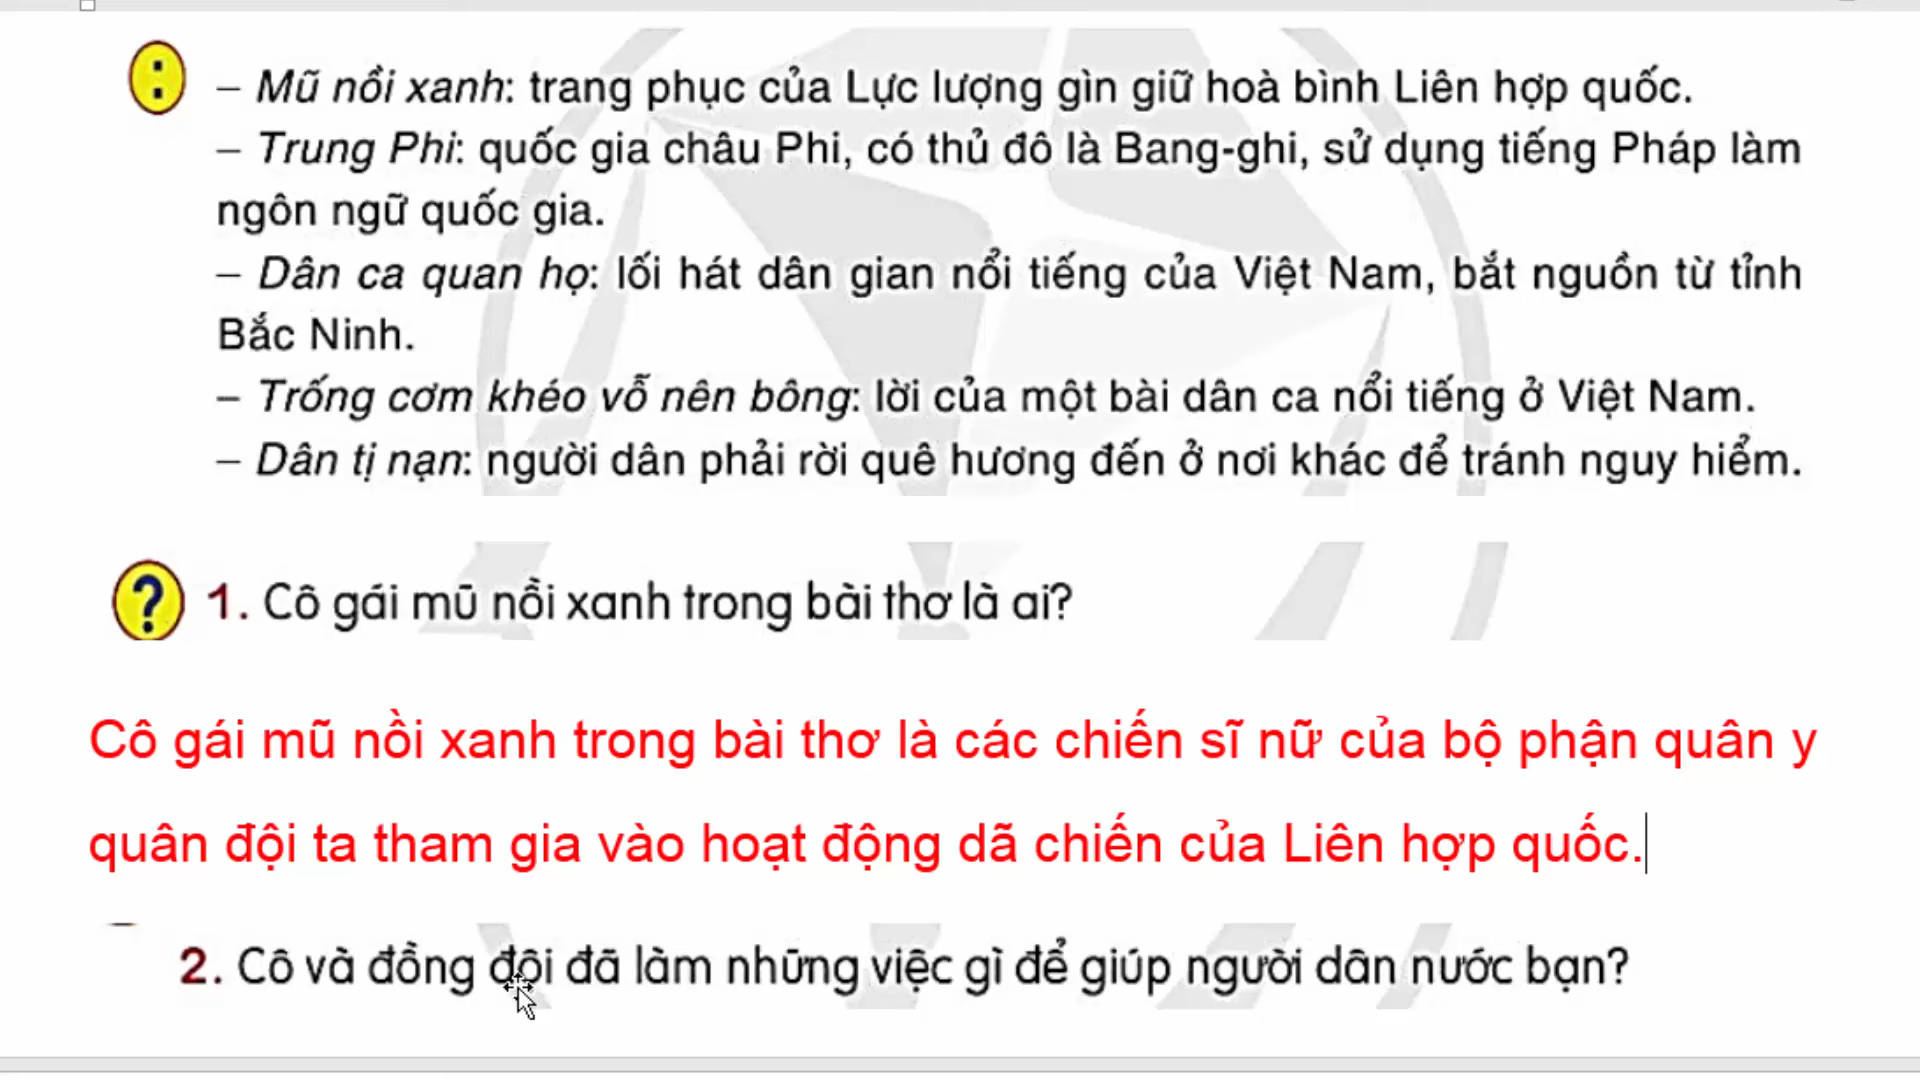 – Mũ nồi xanh: trang phục của Lực lượng gìn giữ hoà bình Liên hợp quốc.
– Trung Phi: quốc gia châu Phi, có thủ đô là Bang-ghi, sử dụng tiếng Pháp làm
ngôn ngữ quốc gia.
– Dân ca quan họ: lối hát dân gian nổi tiếng của Việt Nam, bắt nguồn từ tỉnh
Bắc Ninh.
– Trống cơm khéo vỗ nên bông: lời của một bài dân ca nổi tiếng ở Việt Nam.
– Dân tị nạn: người dân phải rời quê hương đến ở nơi khác để tránh nguy hiểm.
? 1. Cô gái mũ nồi xanh trong bài thơ là ai?
Cô gái mũ nồi xanh trong bài thơ là các chiến sĩ nữ của bộ phận quân y
quân đội ta tham gia vào hoạt động dã chiến của Liên hợp quốc.
2. Cô và đồng đội đã làm những việc gì để giúp người dân nước bạn?